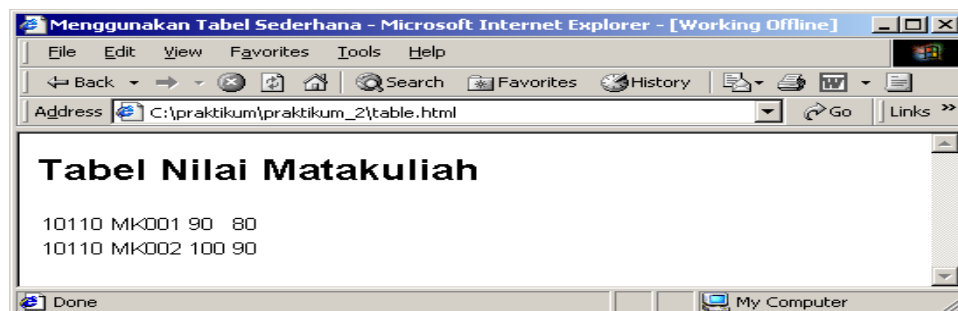 Menggunakan Tabel Sederhana - Microsoft Internet Explorer - [Working Offline]
File Edit View Favorites Tools Help
Back Search Favorites History
Address C:\praktikum\praktikum_2\table.html Go Links »
Tabel Nilai Matakuliah
10110 MK001 90 80
10110 MK002 100 90
Done My Computer